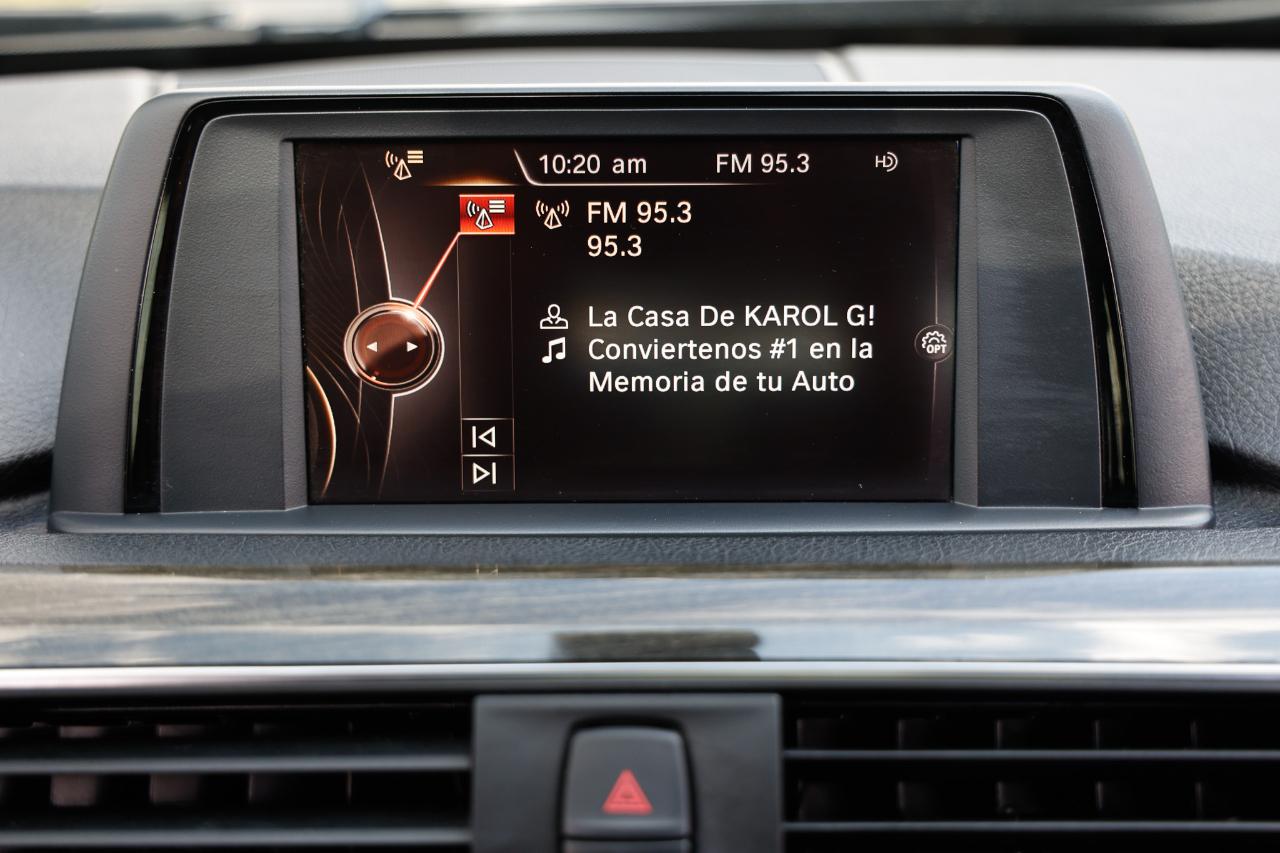 10:20 am FM 95.3 HD
FM 95.3
95.3
La Casa De KAROL G!
Conviertenos #1 en la
Memoria de tu Auto
OPT